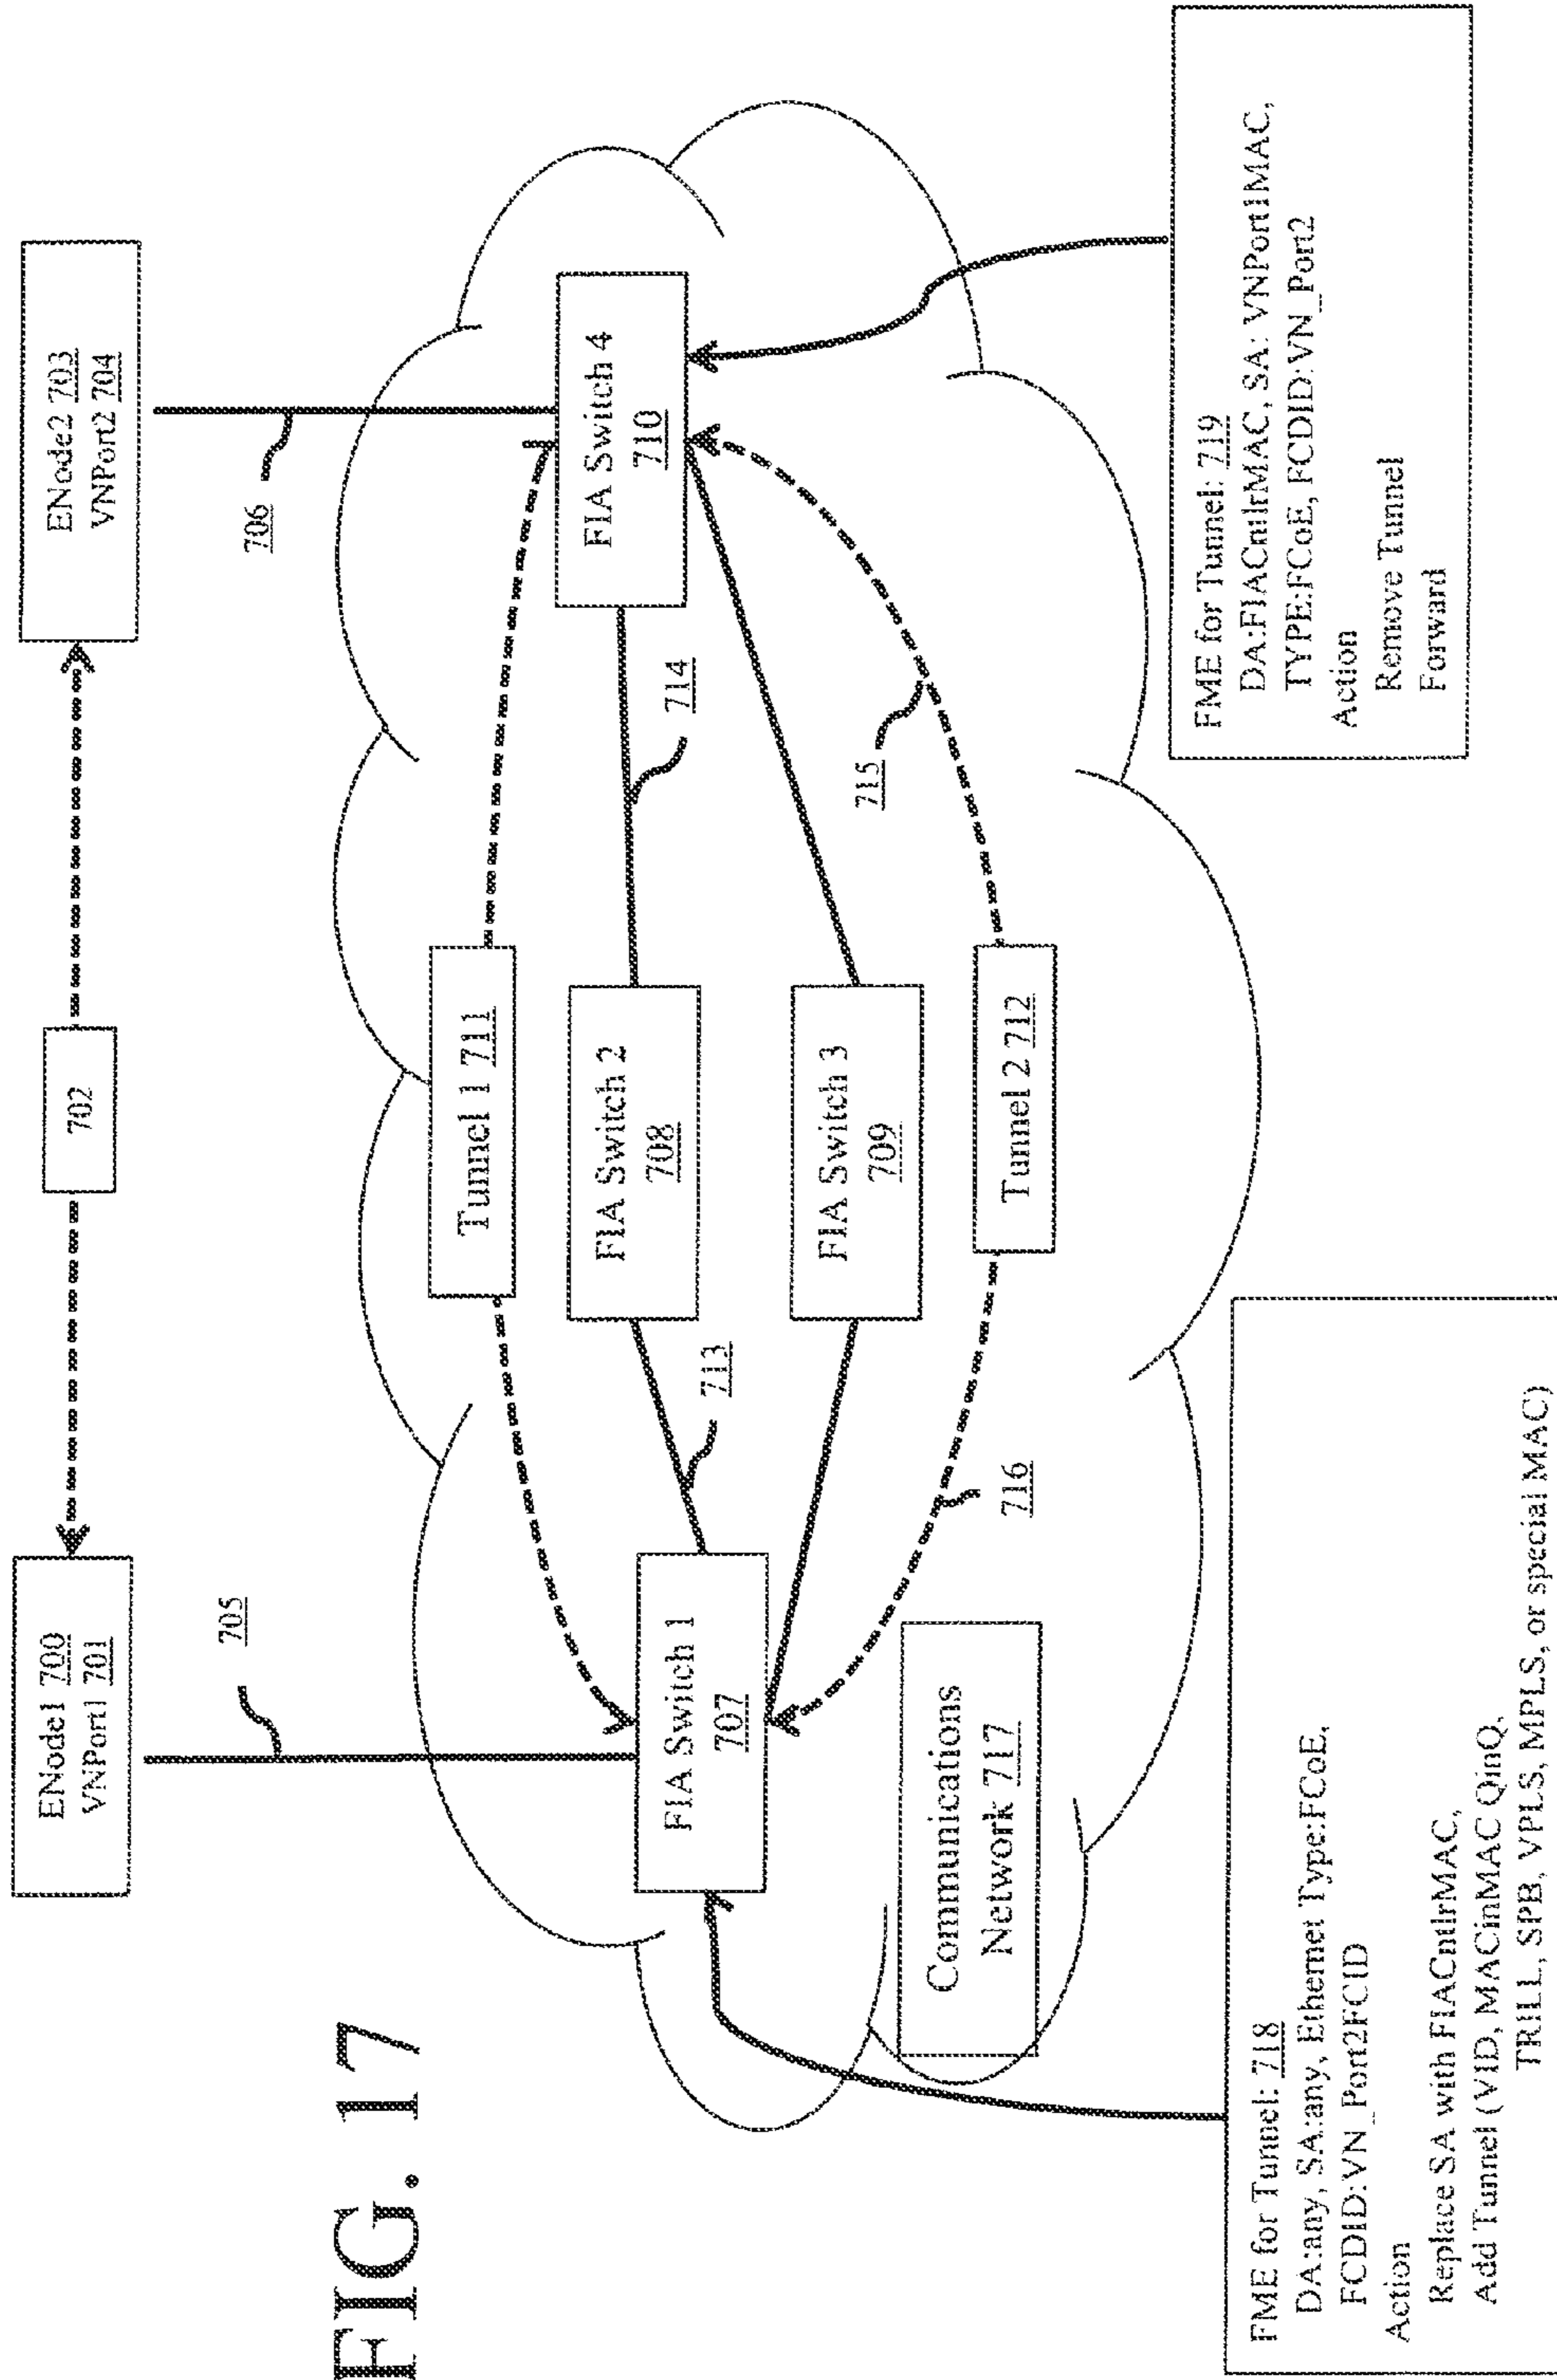 FIG. 17
ENode1 700
VNPort1 701
702
ENode2 703
VNPort2 704
705
706
Tunnel 1 711
FIA Switch 1
707
FIA Switch 2
708
FIA Switch 3
709
FIA Switch 4
710
713
714
715
716
Tunnel 2 712
Communications
Network 717
FME for Tunnel: 718
DA:any, SA:any, Ethernet Type:FCoE,
FCDID:VN_Port2FCID
Action
Replace SA with FIACntlrMAC,
Add Tunnel (VID, MACinMAC QinQ,
TRILL, SPB, VPLS, MPLS, or special MAC)
FME for Tunnel: 719
DA:FIACntlrMAC, SA: VNPort1MAC,
TYPE:FCoE, FCDID:VN_Port2
Action
Remove Tunnel
Forward